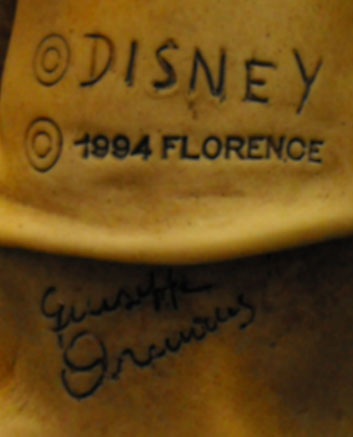 ©DISNEY
© 1994 FLORENCE
Giuseppe
Armani